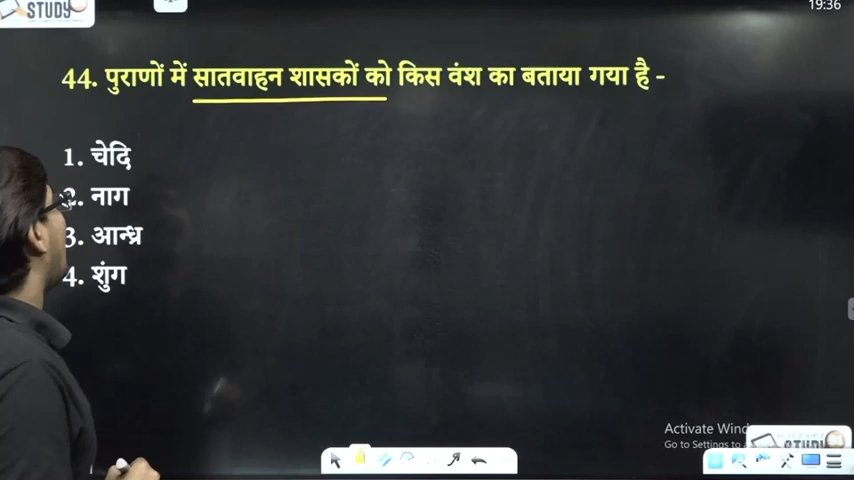 STUDY
19:36
44. पुराणों में सातवाहन शासकों को किस वंश का बताया गया है -
1. चेदि
2. नाग
3. आन्ध्र
4. शुंग
Activate Wind
Go to Settings to a
STUDY